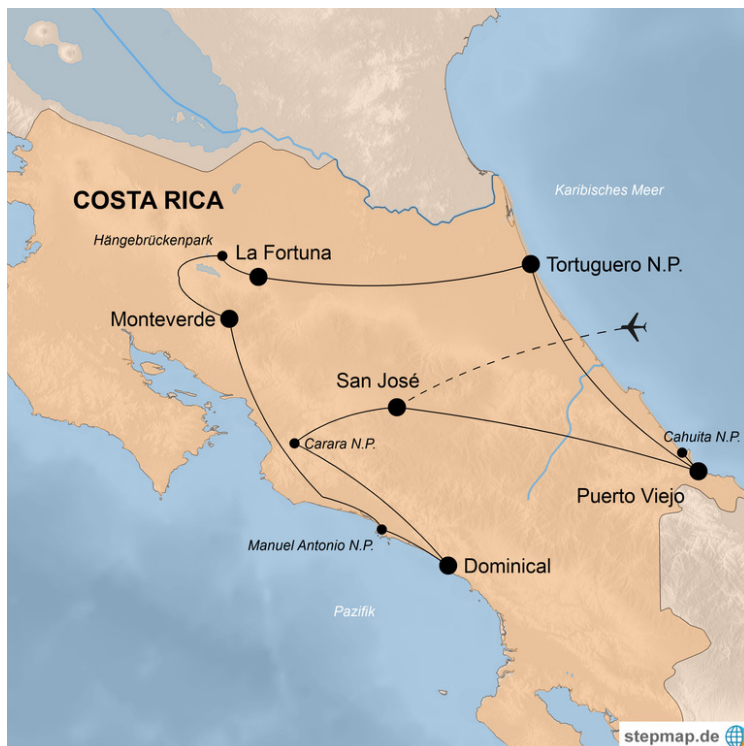 Karibisches Meer
COSTA RICA
Hängebrückenpark
La Fortuna
Tortuguero N.P.
Monteverde
San José
Carara N.P.
Cahuita N.P.
Puerto Viejo
Manuel Antonio N.P.
Dominical
Pazifik
stepmap.de